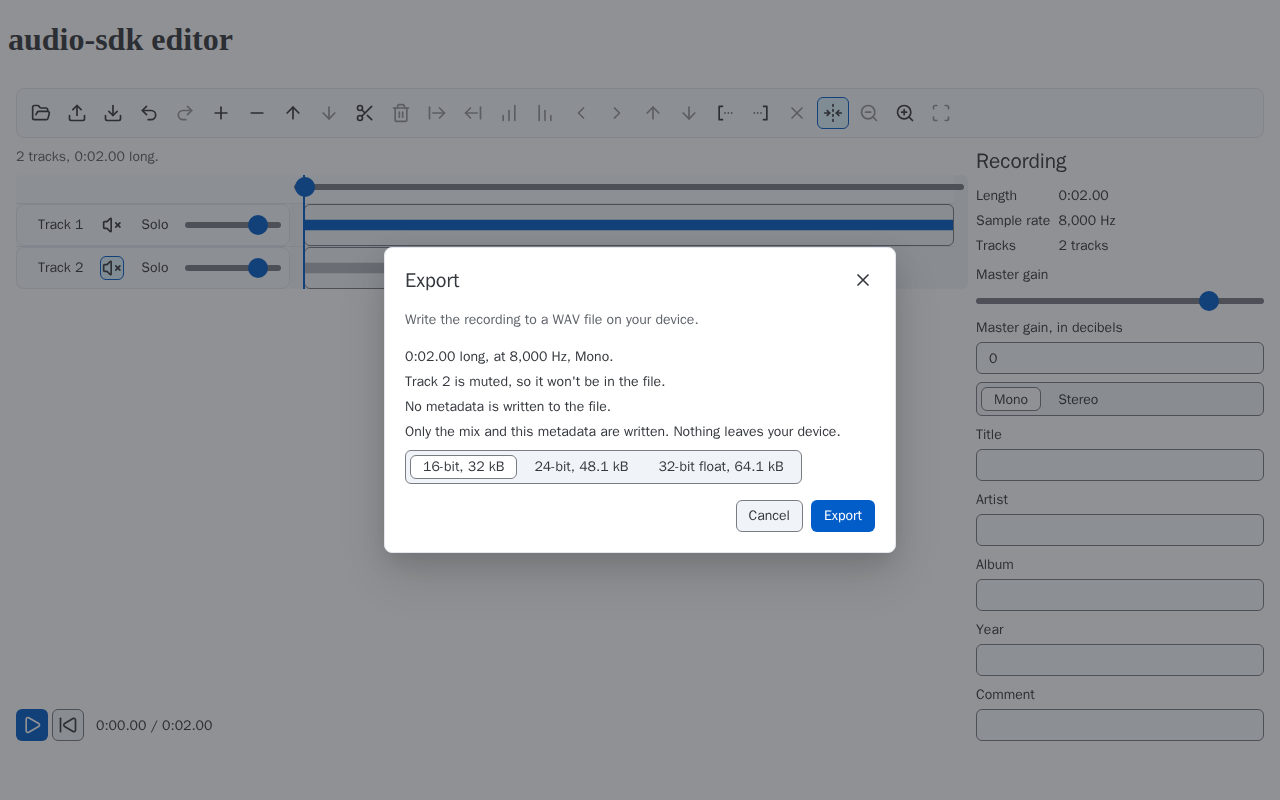 audio-sdk editor
2 tracks, 0:02.00 long.
Track 1 Solo
Track 2 Solo
Recording
Length 0:02.00
Sample rate 8,000 Hz
Tracks 2 tracks
Master gain
Master gain, in decibels
0
Mono Stereo
Title
Artist
Album
Year
Comment
Export
Write the recording to a WAV file on your device.
0:02.00 long, at 8,000 Hz, Mono.
Track 2 is muted, so it won't be in the file.
No metadata is written to the file.
Only the mix and this metadata are written. Nothing leaves your device.
16-bit, 32 kB 24-bit, 48.1 kB 32-bit float, 64.1 kB
Cancel Export
0:00.00 / 0:02.00